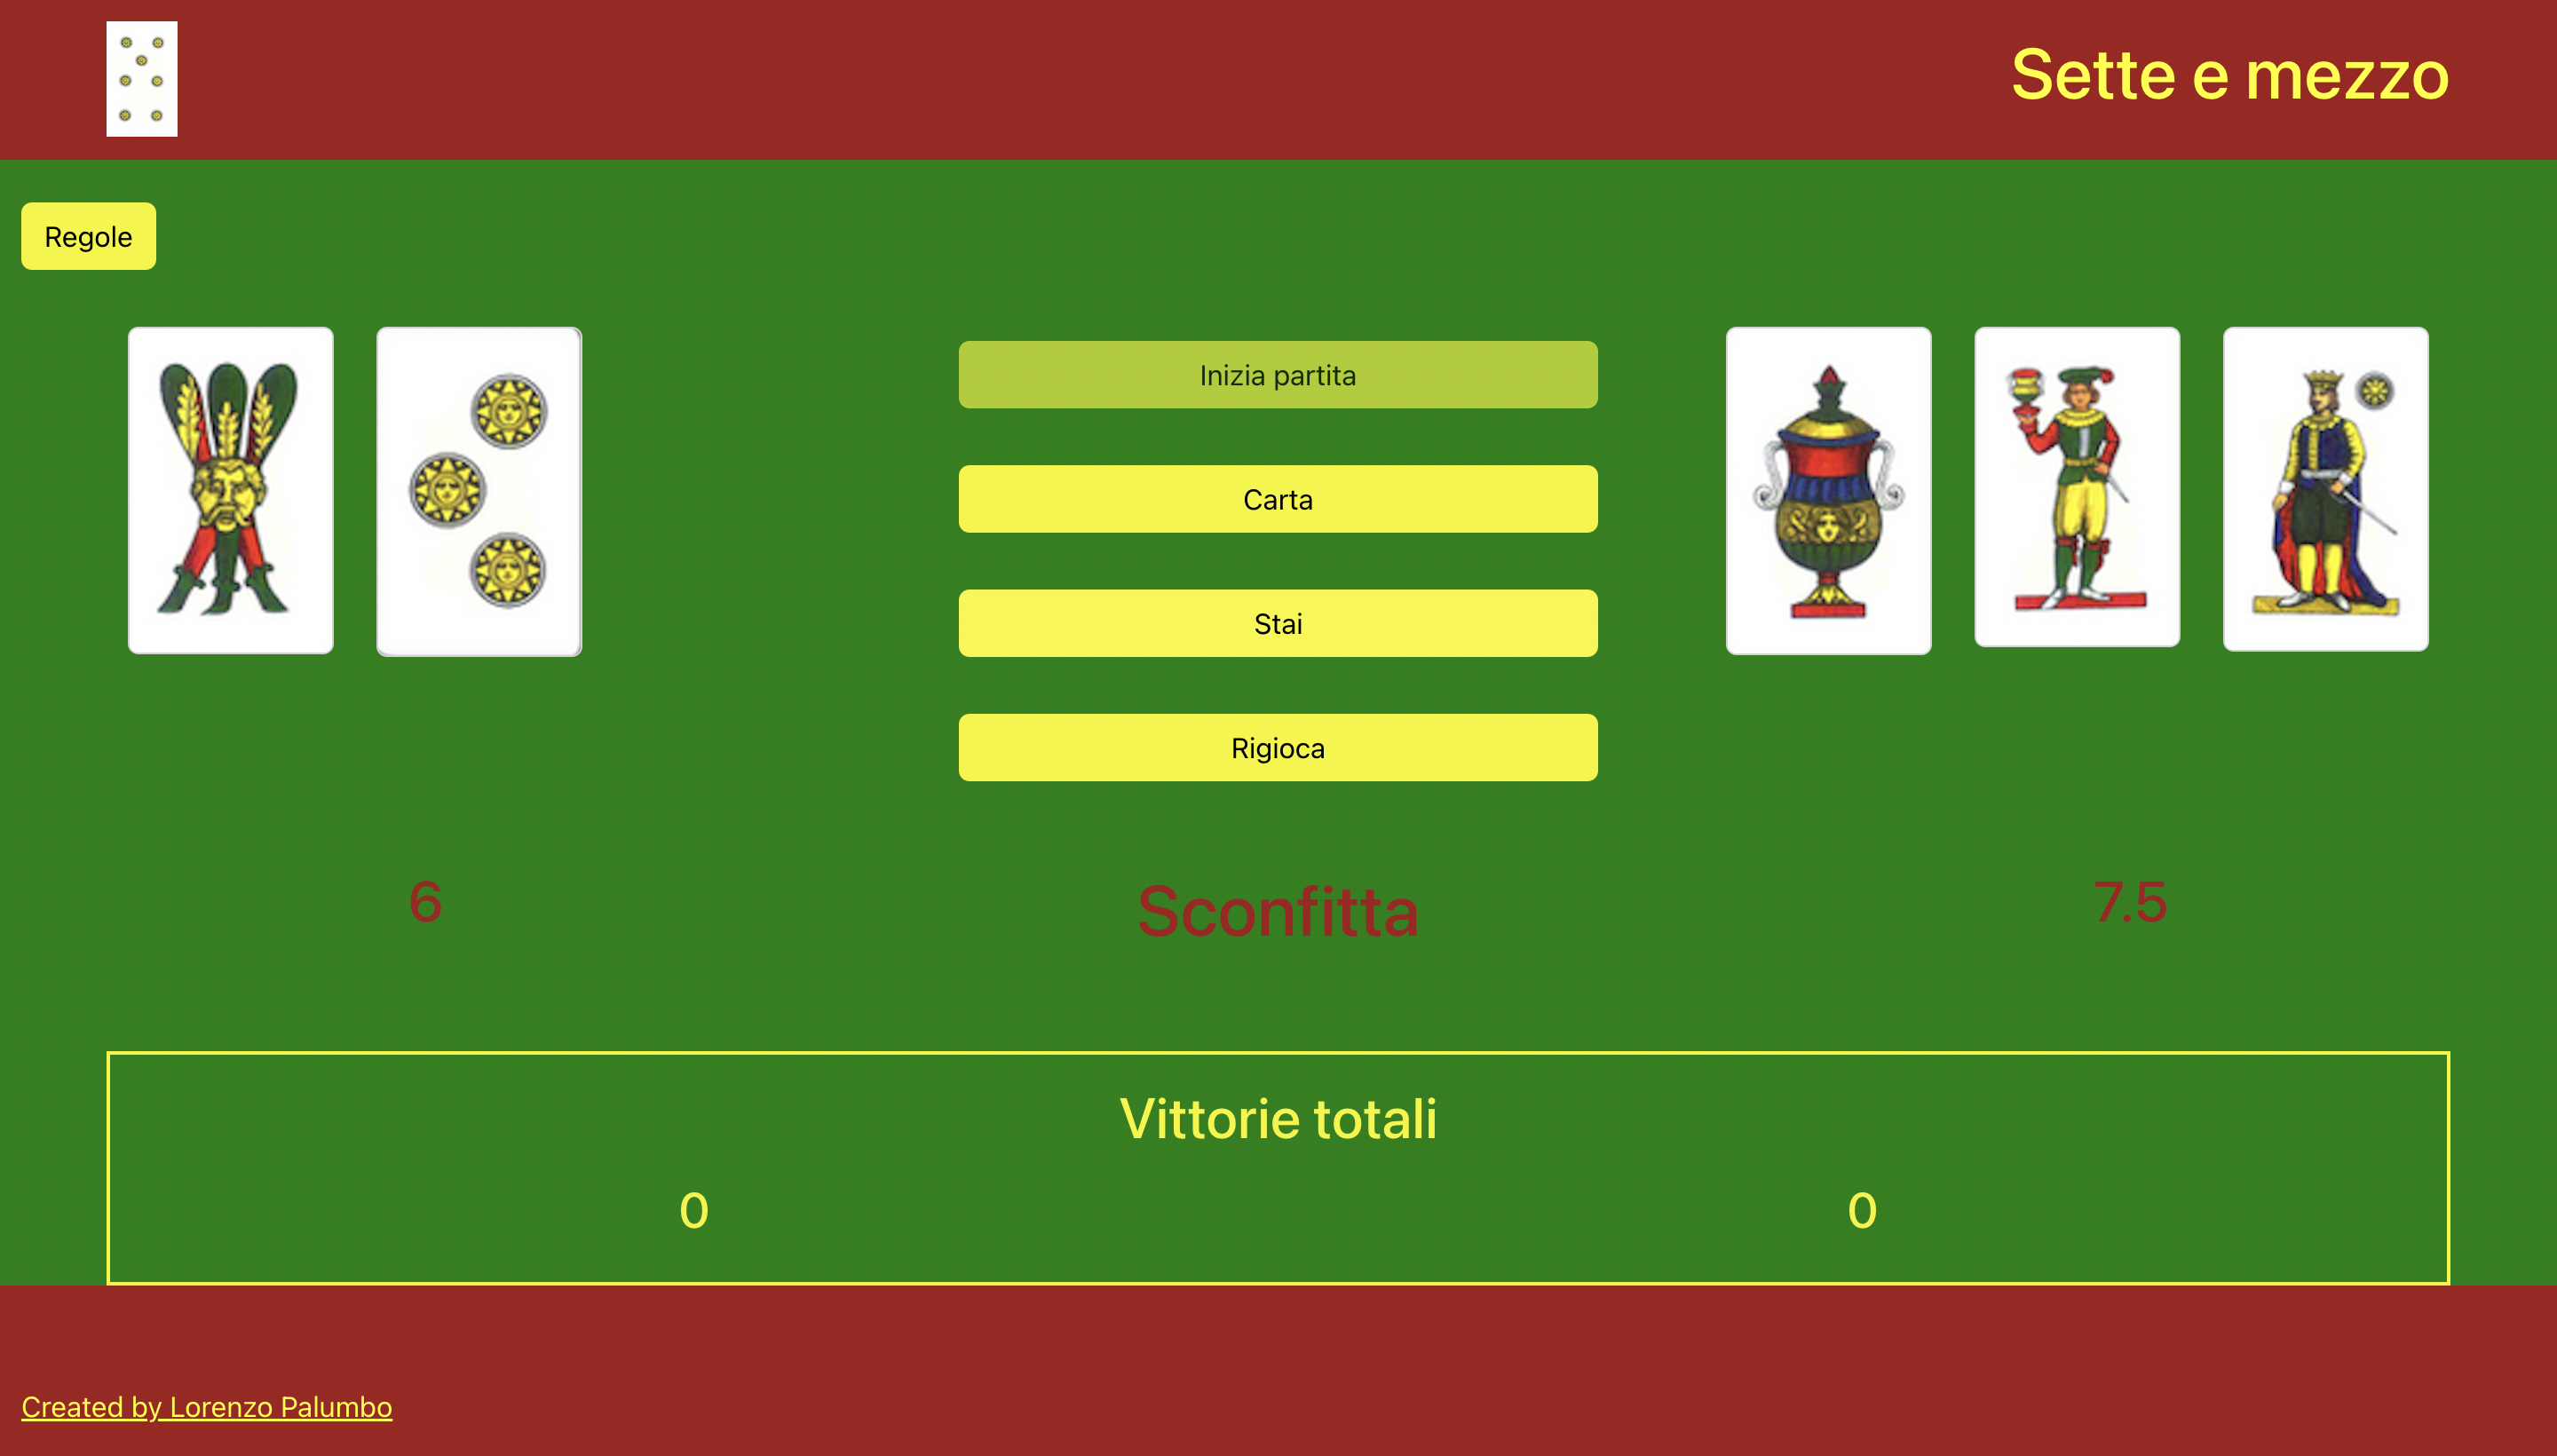 Sette e mezzo
Regole
Inizia partita
Carta
Stai
Rigioca
6
Sconfitta
7.5
Vittorie totali
0
0
Created by Lorenzo Palumbo